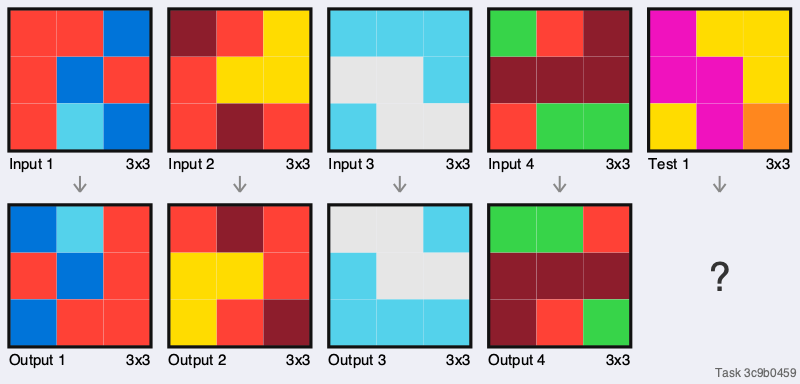 Input 1 3x3
Input 2 3x3
Input 3 3x3
Input 4 3x3
Test 1 3x3
?
Output 1 3x3
Output 2 3x3
Output 3 3x3
Output 4 3x3
Task 3c9b0459